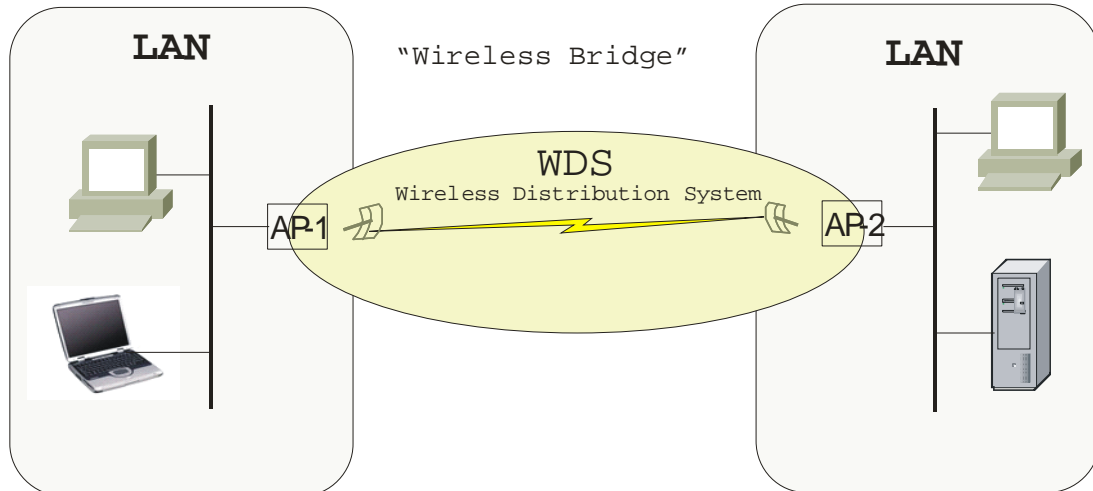 LAN
"Wireless Bridge"
LAN
WDS
Wireless Distribution System
AP-1
AP-2